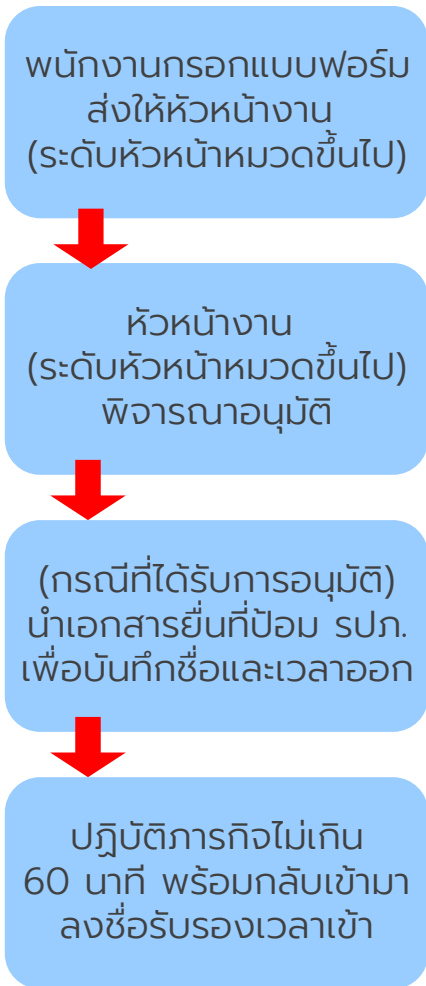 พนักงานกรอกแบบฟอร์ม
ส่งให้หัวหน้างาน
(ระดับหัวหน้าหมวดขึ้นไป)
หัวหน้างาน
(ระดับหัวหน้าหมวดขึ้นไป)
พิจารณาอนุมัติ
(กรณีที่ได้รับการอนุมัติ)
นำเอกสารยื่นที่ป้อม รปภ.
เพื่อบันทึกชื่อและเวลาออก
ปฏิบัติภารกิจไม่เกิน
60 นาที พร้อมกลับเข้ามา
ลงชื่อรับรองเวลาเข้า